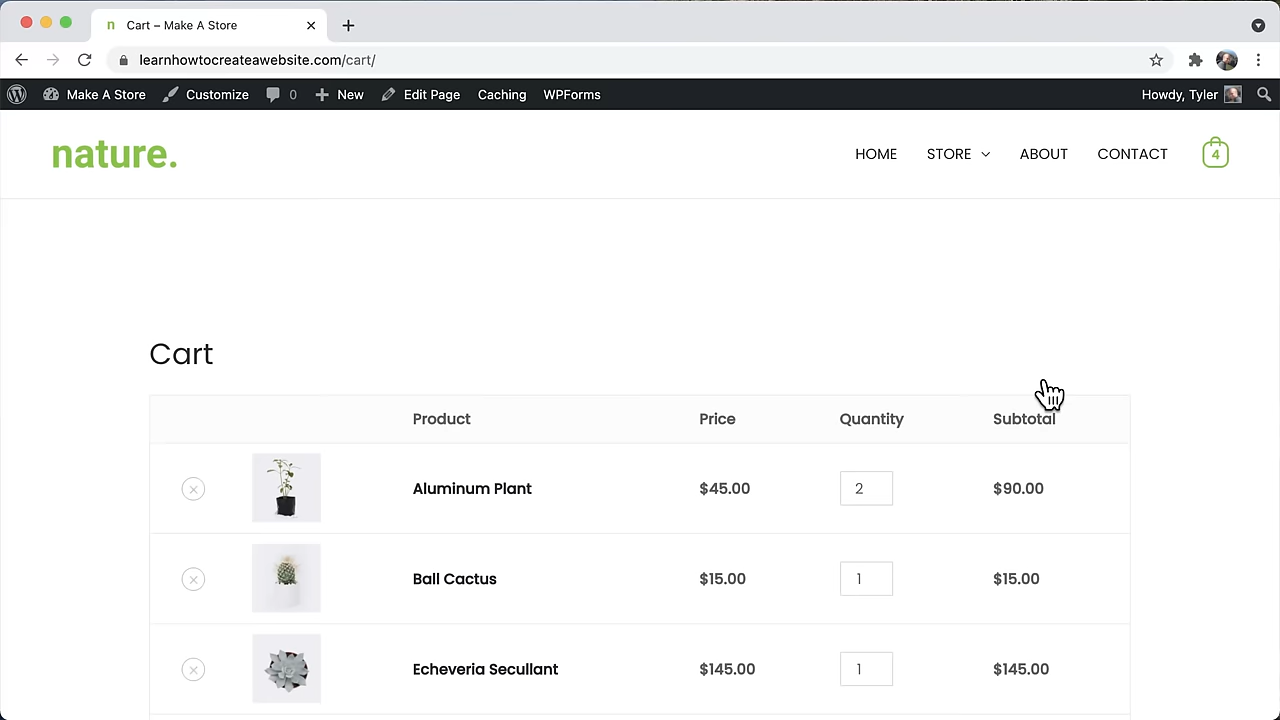 n Cart – Make A Store
learnhowtocreateawebsite.com/cart/
Make A Store Customize 0 New Edit Page Caching WPForms Howdy, Tyler
nature. HOME STORE ABOUT CONTACT 4
Cart
Product Price Quantity Subtotal
Aluminum Plant $45.00 2 $90.00
Ball Cactus $15.00 1 $15.00
Echeveria Secullant $145.00 1 $145.00